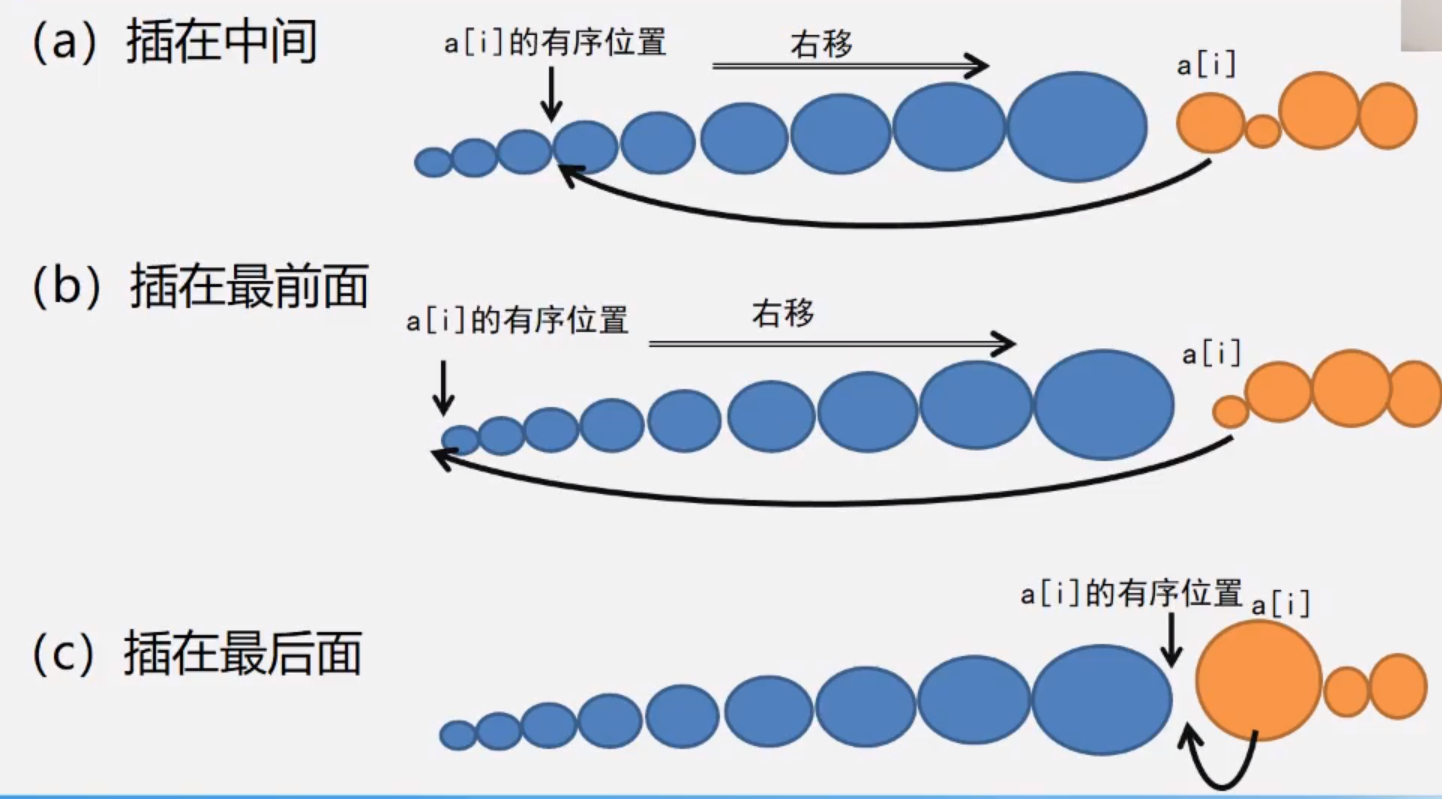 （a）插在中间
a[i]的有序位置
右移
a[i]
（b）插在最前面
a[i]的有序位置
右移
a[i]
（c）插在最后面
a[i]的有序位置
a[i]